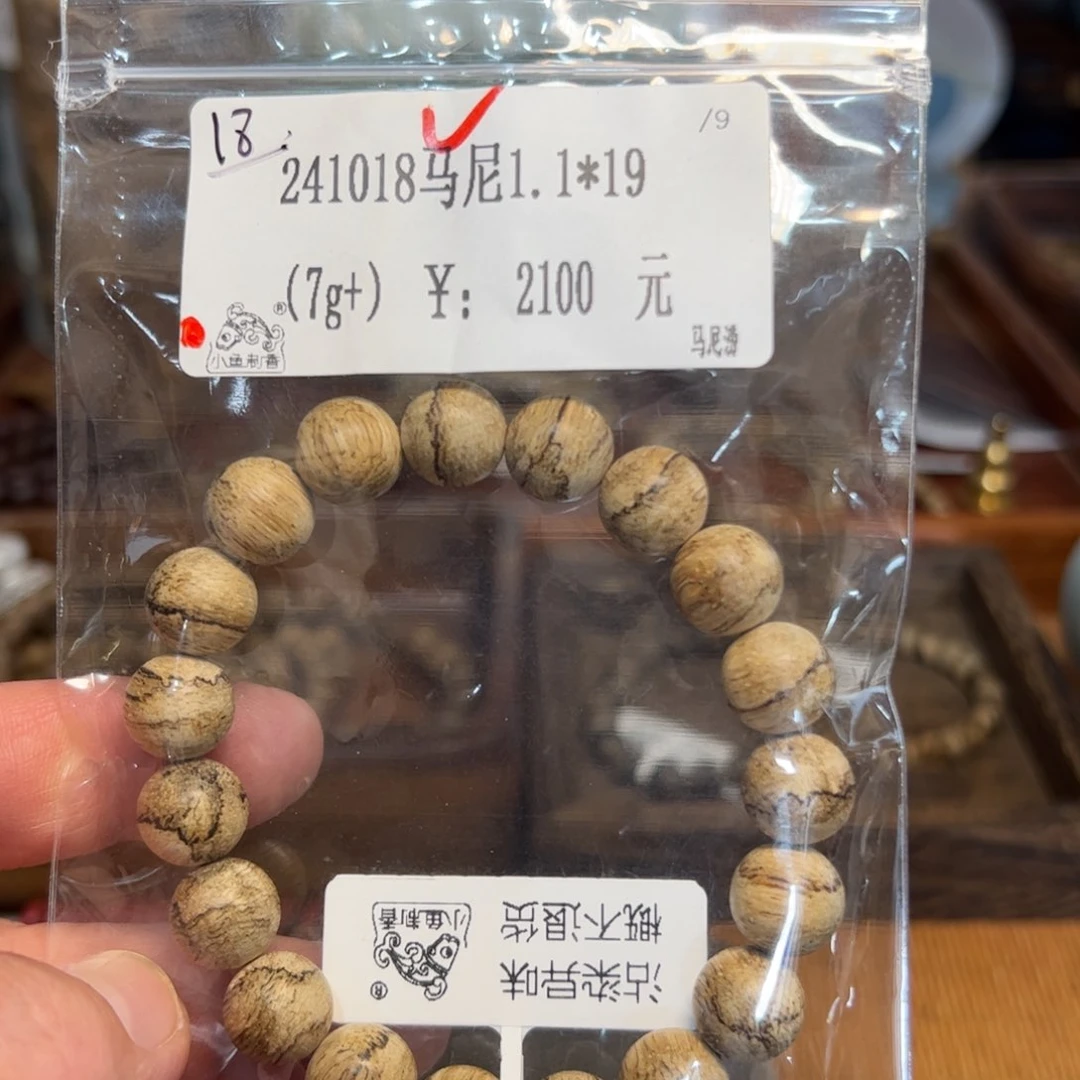 18.
/9
241018马尼1.1*19
(7g+) ¥: 2100 元
®
小鱼制香
马尼涝
沾染异味
概不退货
小鱼制香
®